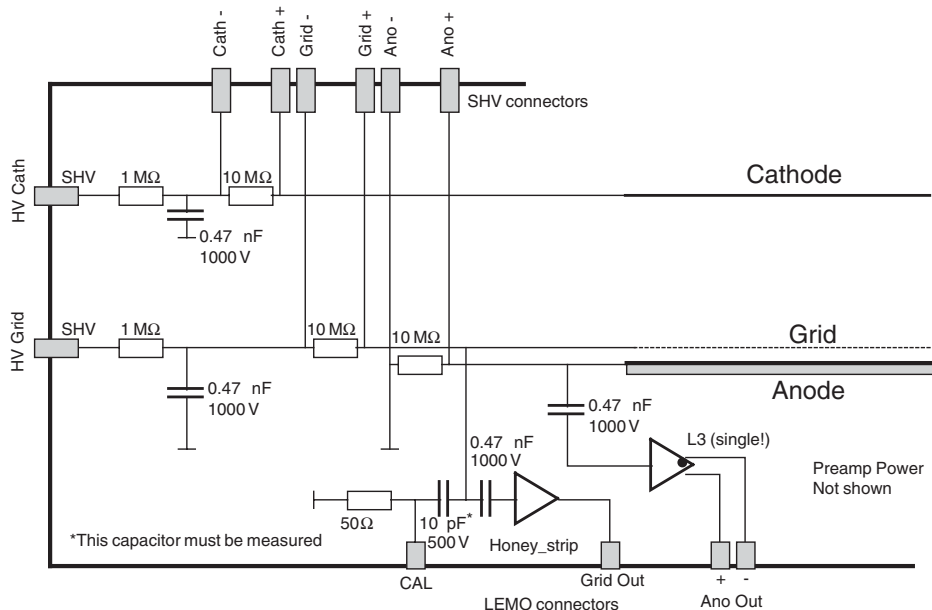 Cath -
Cath +
Grid -
Grid +
Ano -
Ano +
SHV connectors
HV Cath
SHV
1 MΩ
10 MΩ
Cathode
0.47 nF
1000 V
HV Grid
SHV
1 MΩ
10 MΩ
10 MΩ
Grid
Anode
0.47 nF
1000 V
0.47 nF
1000 V
0.47 nF
1000 V
L3 (single!)
Preamp Power
Not shown
50Ω
10 pF*
500 V
*This capacitor must be measured
Honey_strip
CAL
Grid Out
+ -
Ano Out
LEMO connectors